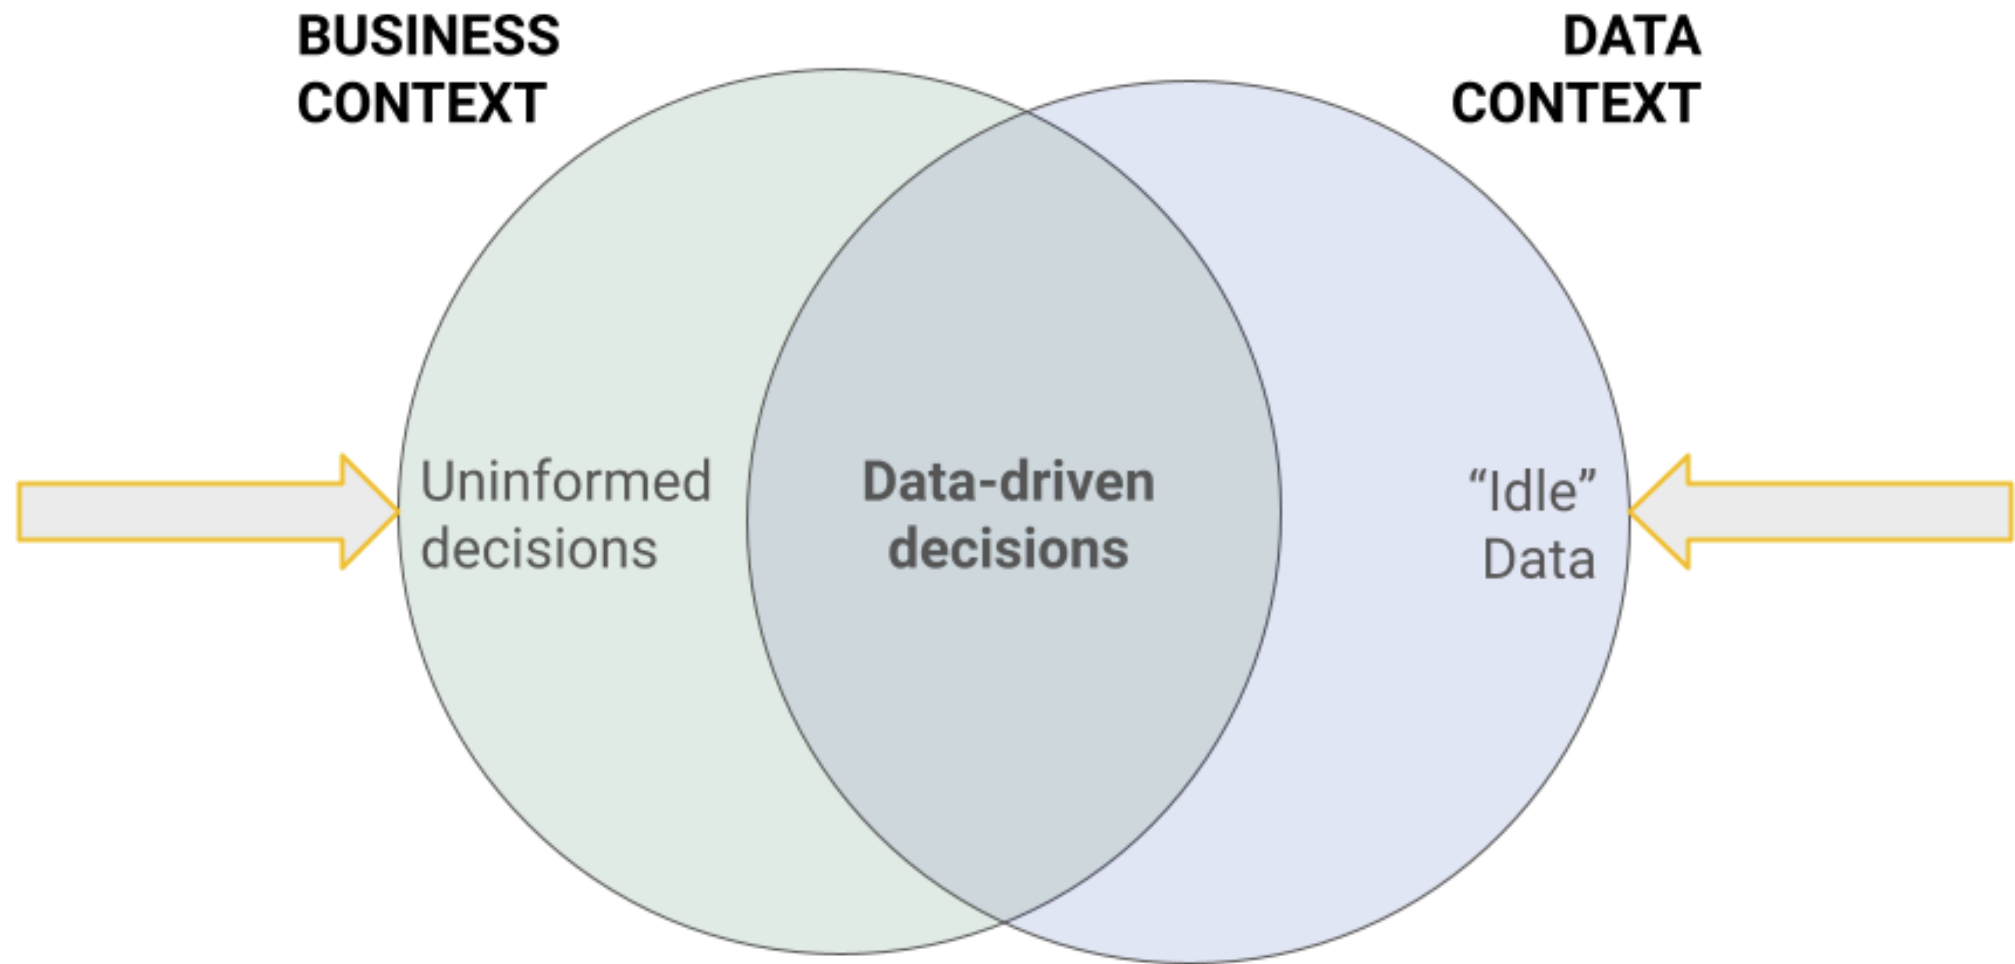 BUSINESS
CONTEXT
DATA
CONTEXT
Uninformed
decisions
Data-driven
decisions
“Idle”
Data